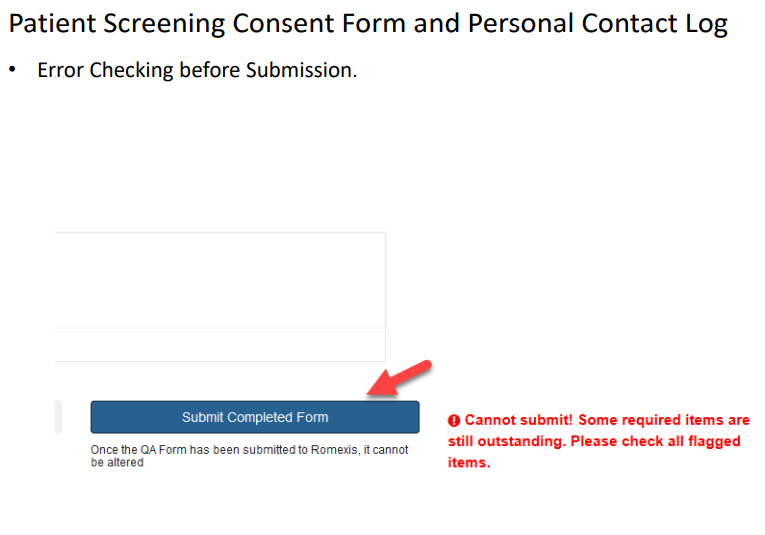 Patient Screening Consent Form and Personal Contact Log
• Error Checking before Submission.
Submit Completed Form
Once the QA Form has been submitted to Romexis, it cannot
be altered
Cannot submit! Some required items are
still outstanding. Please check all flagged
items.